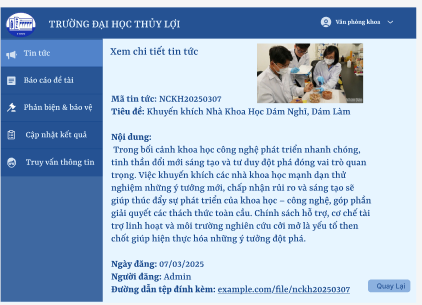 TRƯỜNG ĐẠI HỌC THỦY LỢI
Văn phòng khoa
Tin tức
Báo cáo đề tài
Phản biện & bảo vệ
Cập nhật kết quả
Truy vấn thông tin
Xem chi tiết tin tức
Mã tin tức: NCKH20250307
Tiêu đề: Khuyến khích Nhà Khoa Học Dám Nghĩ, Dám Làm
Nội dung:
Trong bối cảnh khoa học công nghệ phát triển nhanh chóng,
tinh thần đổi mới sáng tạo và tư duy đột phá đóng vai trò quan
trọng. Việc khuyến khích các nhà khoa học mạnh dạn thử
nghiệm những ý tưởng mới, chấp nhận rủi ro và sáng tạo sẽ
giúp thúc đẩy sự phát triển của khoa học – công nghệ, góp phần
giải quyết các thách thức toàn cầu. Chính sách hỗ trợ, cơ chế tài
trợ linh hoạt và môi trường nghiên cứu cởi mở là yếu tố then
chốt giúp hiện thực hóa những ý tưởng đột phá.
Ngày đăng: 07/03/2025
Người đăng: Admin
Đường dẫn tệp đính kèm: example.com/file/nckh20250307
Quay Lại